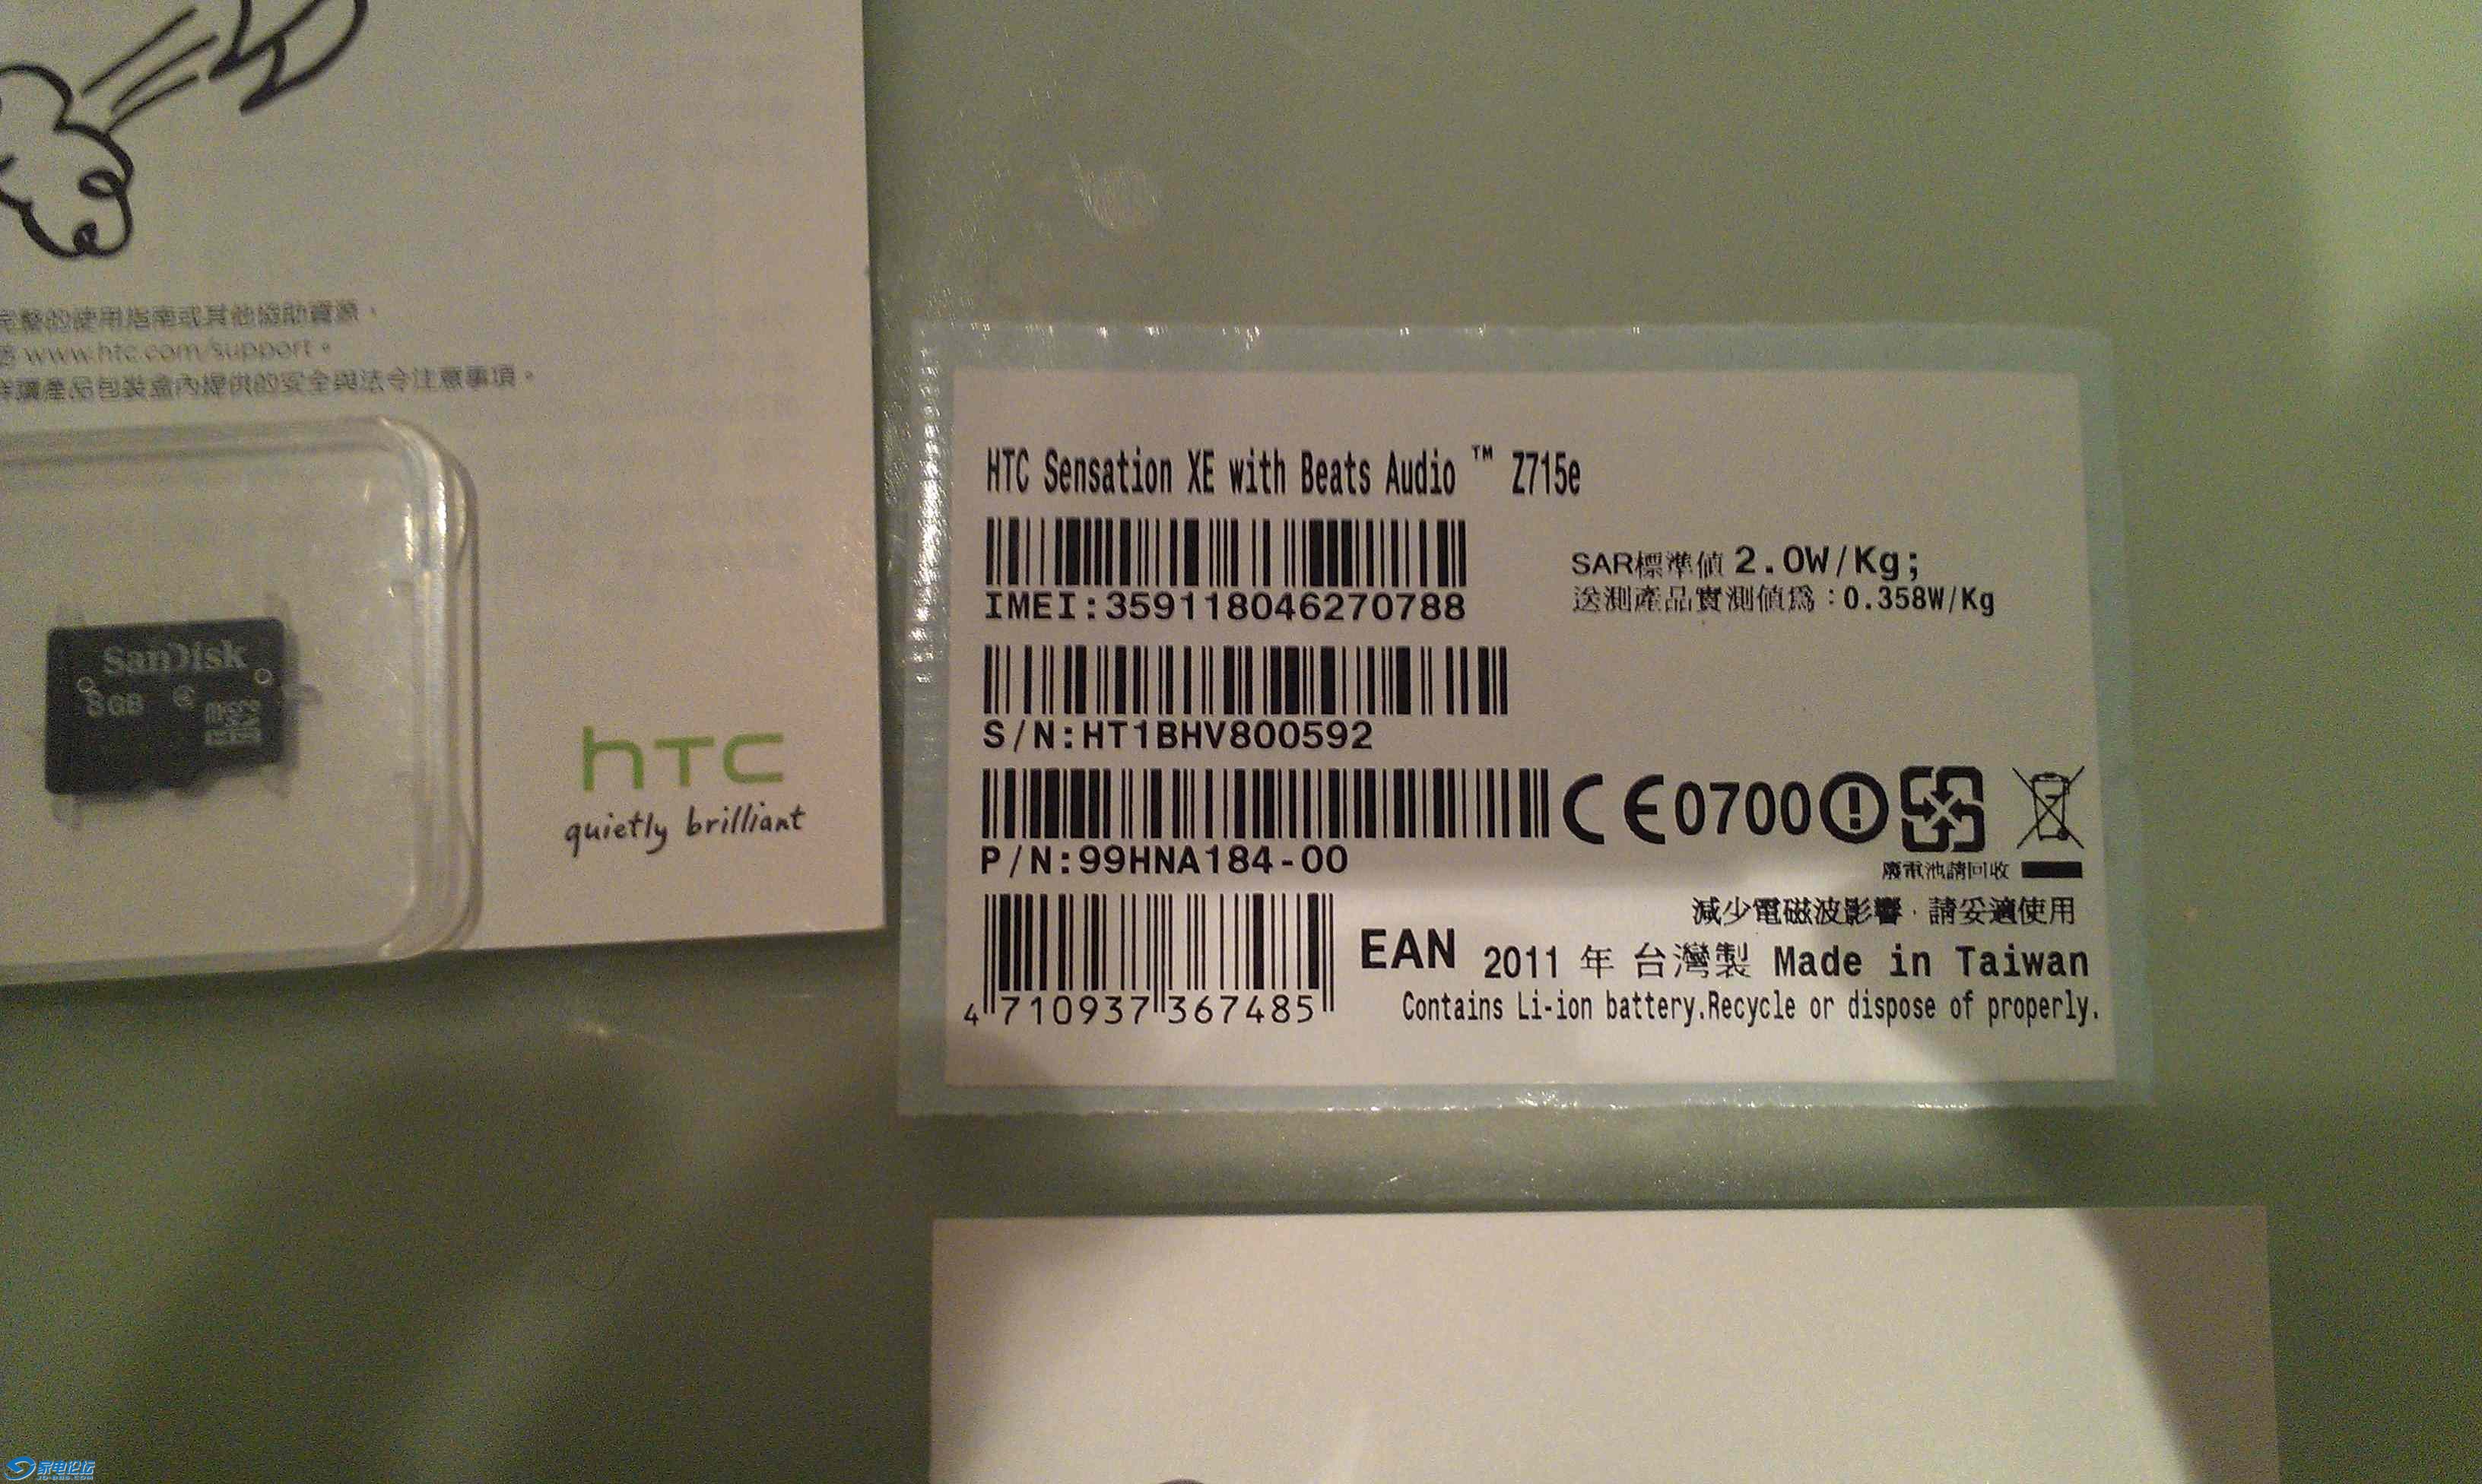 完整的使用指南或其他協助資源，
www.htc.com/support。
詳讀產品包裝盒內提供的安全與法令注意事項。
SanDisk
8GB 4
micro
hTC
quietly brilliant
HTC Sensation XE with Beats Audio ™ Z715e
IMEI:359118046270788
SAR標準值 2.0W/Kg;
送測產品實測值為：0.358W/Kg
S/N:HT1BHV800592
CE0700
P/N:99HNA184-00
廢電池請回收
減少電磁波影響，請妥適使用
EAN 2011 年 台灣製 Made in Taiwan
4 710937 367485
Contains Li-ion battery.Recycle or dispose of properly.
家电论坛